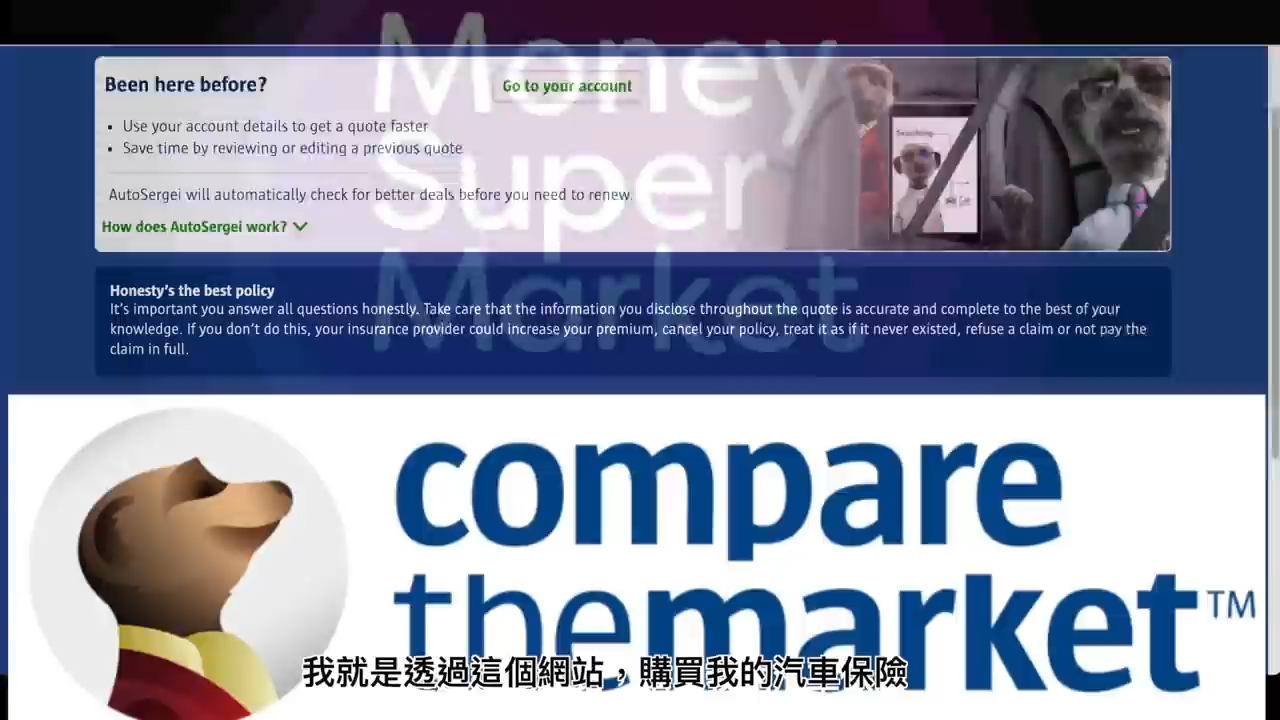 Money
Super
Market
Been here before?
Go to your account
• Use your account details to get a quote faster
• Save time by reviewing or editing a previous quote
AutoSergei will automatically check for better deals before you need to renew.
How does AutoSergei work?
Searching
Honesty's the best policy
It's important you answer all questions honestly. Take care that the information you disclose throughout the quote is accurate and complete to the best of your
knowledge. If you don't do this, your insurance provider could increase your premium, cancel your policy, treat it as if it never existed, refuse a claim or not pay the
claim in full.
compare
themarket™
我就是透過這個網站，購買我的汽車保險